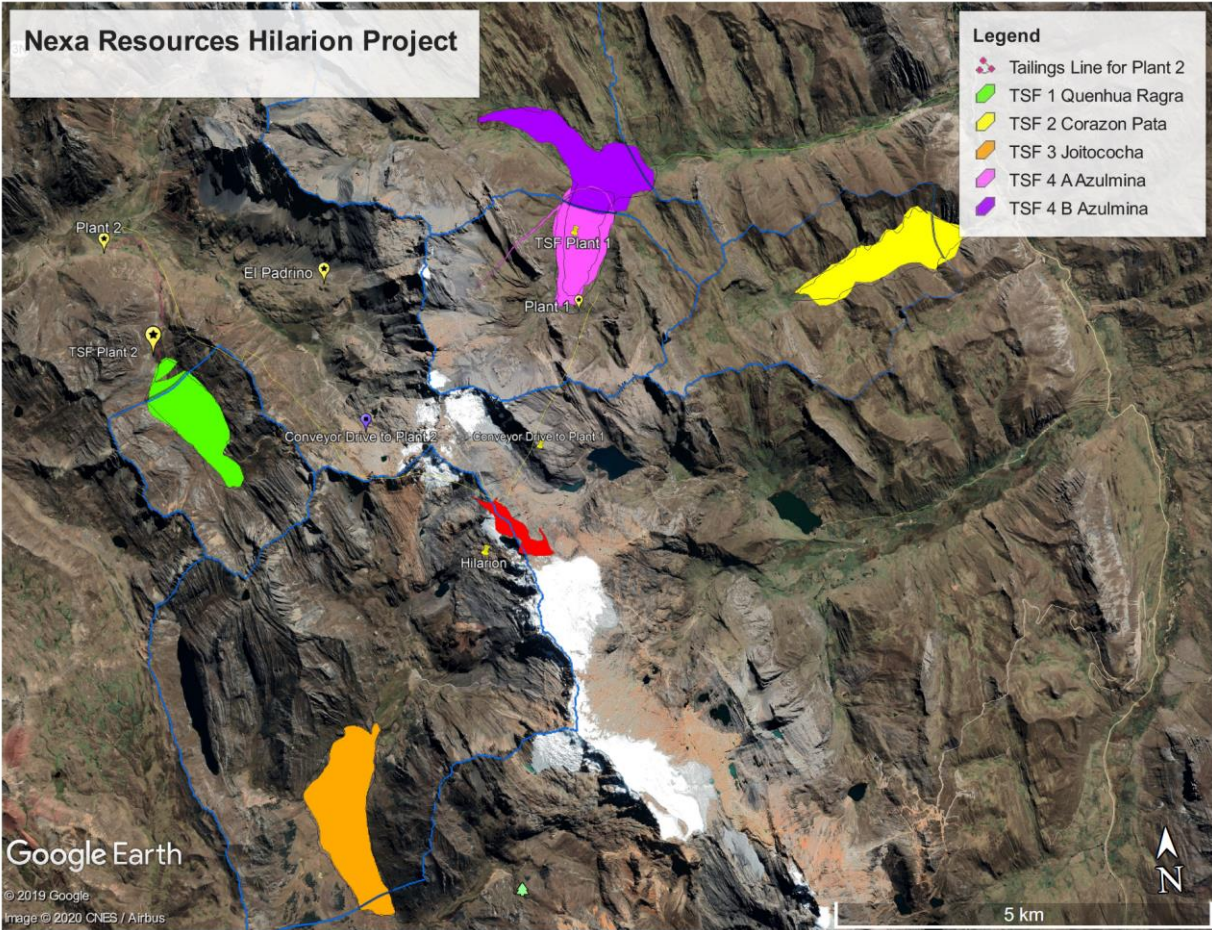 Nexa Resources Hilarion Project
Legend
Tailings Line for Plant 2
TSF 1 Quenhua Ragra
TSF 2 Corazon Pata
TSF 3 Joitococha
TSF 4 A Azulmina
TSF 4 B Azulmina
Plant 2
El Padrino
TSF Plant 1
Plant 1
TSF Plant 2
Conveyor Drive to Plant 2
Conveyor Drive to Plant 1
Hilarion
Google Earth
© 2019 Google
Image © 2020 CNES / Airbus
N
5 km